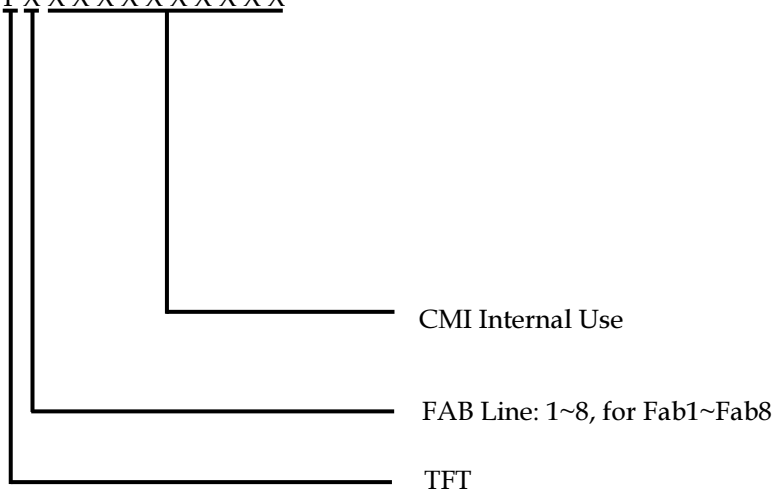 T X X X X X X X X X X X
CMI Internal Use
FAB Line: 1~8, for Fab1~Fab8
TFT